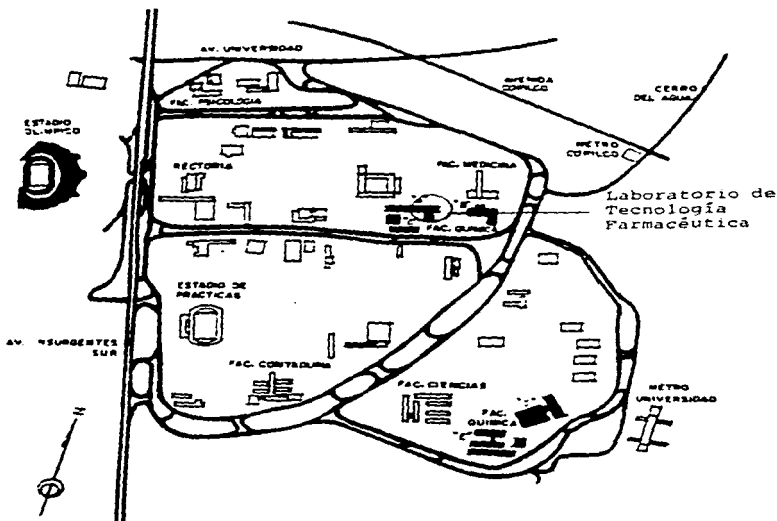 AV. UNIVERSIDAD
AVENIDA
COPILCO
CERRO
DEL AGUA
FAC. PSICOLOGIA
ESTADIO
OLIMPICO
METRO
COPILCO
RECTORIA
FAC. MEDICINA
Laboratorio de
Tecnología
Farmacéutica
FAC. QUIMICA
ESTADIO DE
PRACTICAS
AV. INSURGENTES
SUR
FAC. CONTADURIA
FAC. CIENCIAS
METRO
UNIVERSIDAD
FAC.
QUIMICA
N